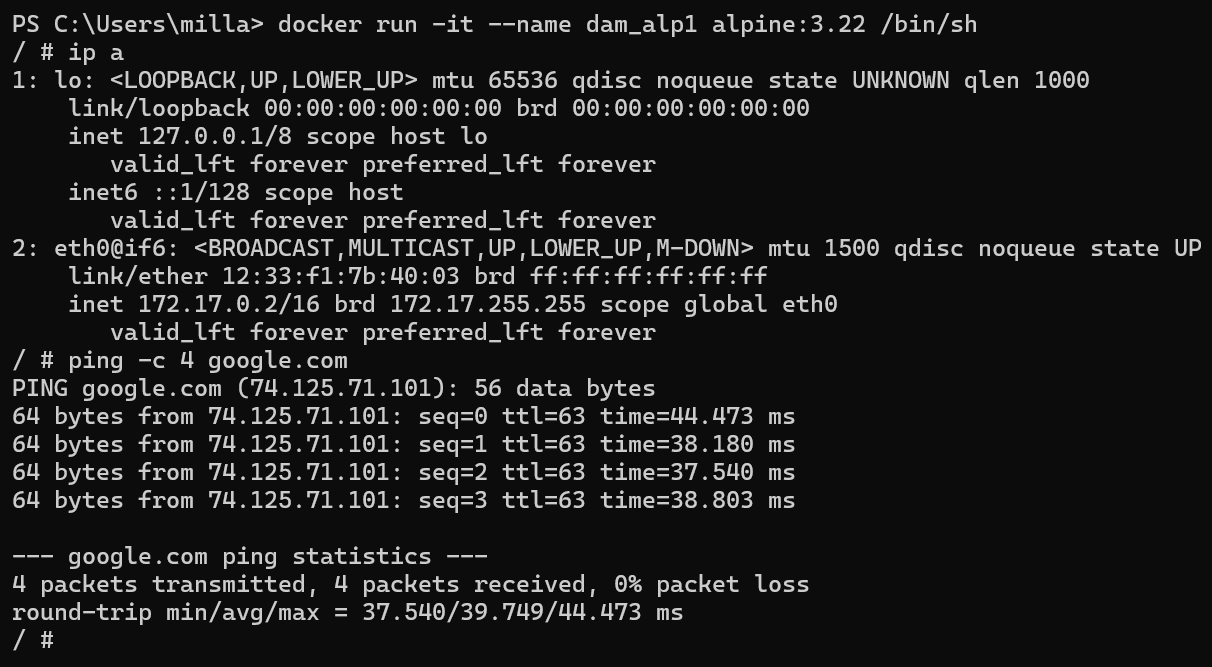 PS C:\Users\milla> docker run -it --name dam_alp1 alpine:3.22 /bin/sh
/ # ip a
1: lo: <LOOPBACK,UP,LOWER_UP> mtu 65536 qdisc noqueue state UNKNOWN qlen 1000
    link/loopback 00:00:00:00:00:00 brd 00:00:00:00:00:00
    inet 127.0.0.1/8 scope host lo
       valid_lft forever preferred_lft forever
    inet6 ::1/128 scope host
       valid_lft forever preferred_lft forever
2: eth0@if6: <BROADCAST,MULTICAST,UP,LOWER_UP,M-DOWN> mtu 1500 qdisc noqueue state UP
    link/ether 12:33:f1:7b:40:03 brd ff:ff:ff:ff:ff:ff
    inet 172.17.0.2/16 brd 172.17.255.255 scope global eth0
       valid_lft forever preferred_lft forever
/ # ping -c 4 google.com
PING google.com (74.125.71.101): 56 data bytes
64 bytes from 74.125.71.101: seq=0 ttl=63 time=44.473 ms
64 bytes from 74.125.71.101: seq=1 ttl=63 time=38.180 ms
64 bytes from 74.125.71.101: seq=2 ttl=63 time=37.540 ms
64 bytes from 74.125.71.101: seq=3 ttl=63 time=38.803 ms

--- google.com ping statistics ---
4 packets transmitted, 4 packets received, 0% packet loss
round-trip min/avg/max = 37.540/39.749/44.473 ms
/ #